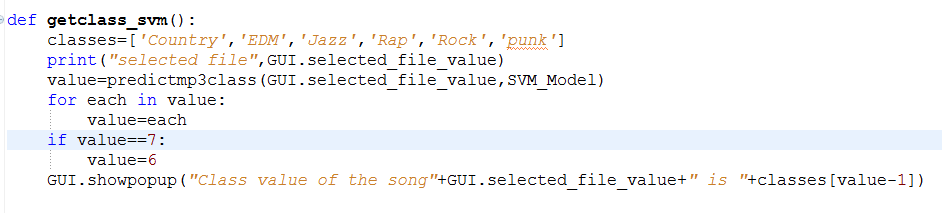 def getclass_svm():
    classes=['Country','EDM','Jazz','Rap','Rock','punk']
    print("selected file",GUI.selected_file_value)
    value=predictmp3class(GUI.selected_file_value,SVM_Model)
    for each in value:
        value=each
    if value==7:
        value=6
    GUI.showpopup("Class value of the song"+GUI.selected_file_value+" is "+classes[value-1])